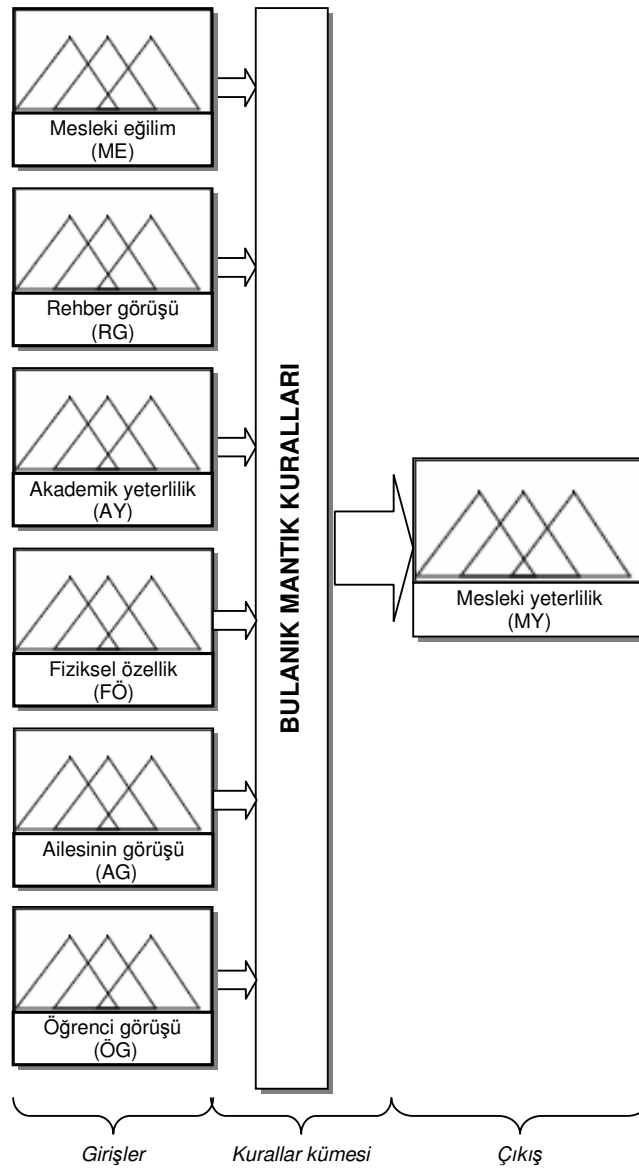 Mesleki eğilim
(ME)
Rehber görüşü
(RG)
Akademik yeterlilik
(AY)
Fiziksel özellik
(FÖ)
Ailesinin görüşü
(AG)
Öğrenci görüşü
(ÖG)
BULANIK MANTIK KURALLARI
Mesleki yeterlilik
(MY)
Girişler
Kurallar kümesi
Çıkış